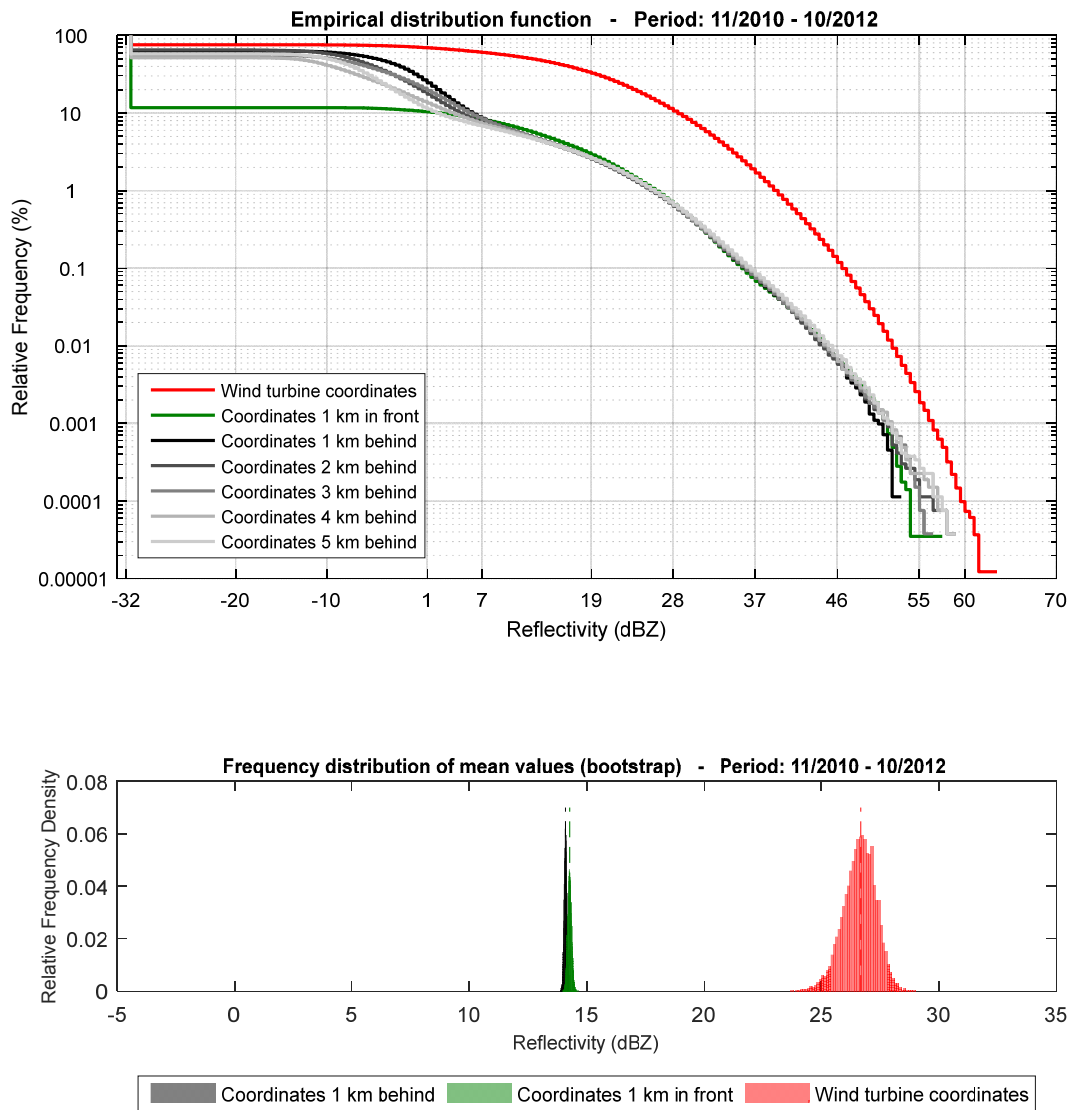 Empirical distribution function - Period: 11/2010 - 10/2012
100
10
1
0.1
0.01
0.001
0.0001
0.00001
Relative Frequency (%)
Wind turbine coordinates
Coordinates 1 km in front
Coordinates 1 km behind
Coordinates 2 km behind
Coordinates 3 km behind
Coordinates 4 km behind
Coordinates 5 km behind
-32 -20 -10 1 7 19 28 37 46 55 60 70
Reflectivity (dBZ)
Frequency distribution of mean values (bootstrap) - Period: 11/2010 - 10/2012
0.08
0.06
0.04
0.02
0
Relative Frequency Density
-5 0 5 10 15 20 25 30 35
Reflectivity (dBZ)
Coordinates 1 km behind Coordinates 1 km in front Wind turbine coordinates